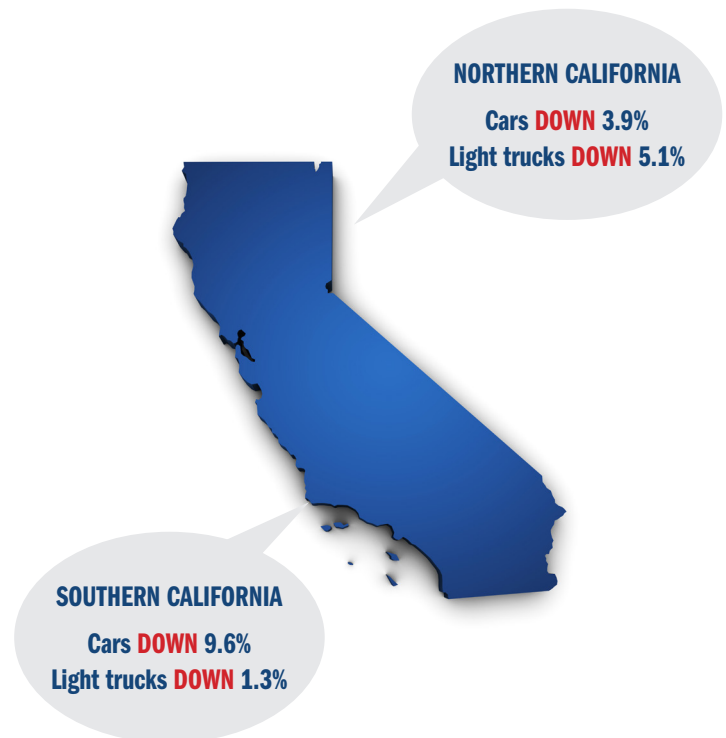 NORTHERN CALIFORNIA
Cars DOWN 3.9%
Light trucks DOWN 5.1%
SOUTHERN CALIFORNIA
Cars DOWN 9.6%
Light trucks DOWN 1.3%